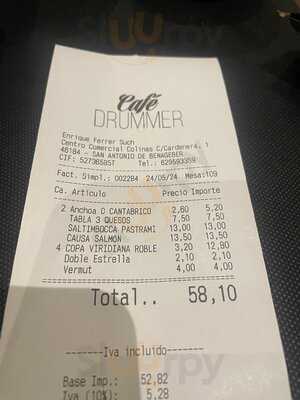 Café
DRUMMER
Enrique Ferrer Such
Centro Comercial Colinas C/Cardenera, 1
46184 - SAN ANTONIO DE BENAGEBER
CIF: 52736585T Tel.: 629593359
Fact. Simpl.: 002284 24/05/24 Mesa:109
Ca. Artículo Precio Importe
2 Anchoa D CANTABRICO 2,60 5,20
TABLA 3 QUESOS 7,50 7,50
SALTIMBOCCA PASTRAMI 13,00 13,00
CAUSA SALMON 13,50 13,50
4 COPA VIRIDIANA ROBLE 3,20 12,80
Doble Estrella 2,10 2,10
Vermut 4,00 4,00
Total.. 58,10
------Iva incluido------
Base Imp.: 52,82
Iva (10%): 5,28